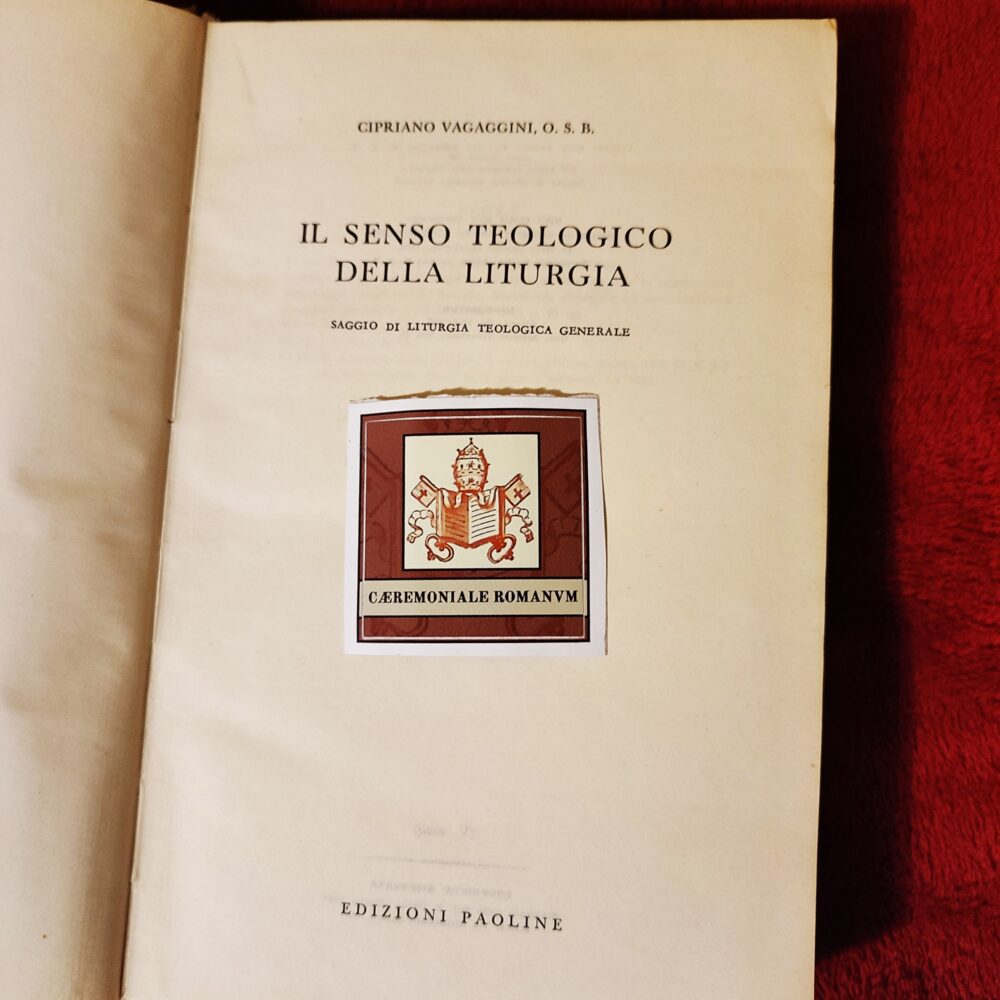 CIPRIANO VAGAGGINI, O. S. B.
IL SENSO TEOLOGICO
DELLA LITURGIA
SAGGIO DI LITURGIA TEOLOGICA GENERALE
CÆREMONIALE ROMANVM
EDIZIONI PAOLINE